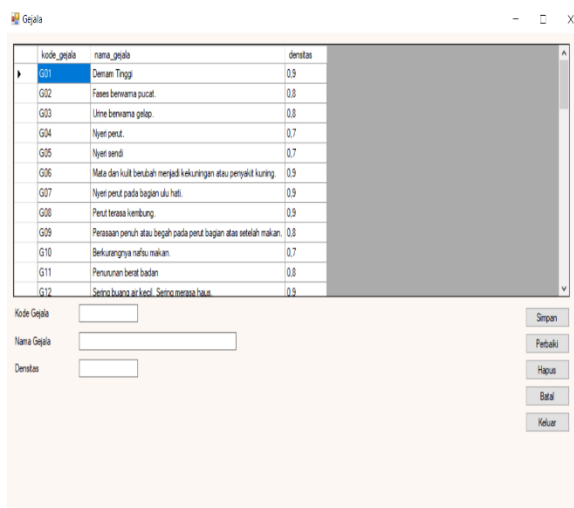 Gejala
kode_gejala nama_gejala densitas
G01 Demam Tinggi 0,9
G02 Fases berwarna pucat. 0,8
G03 Urine berwarna gelap. 0,8
G04 Nyeri perut. 0,7
G05 Nyeri sendi 0,7
G06 Mata dan kulit berubah menjadi kekuningan atau penyakit kuning. 0,9
G07 Nyeri perut pada bagian ulu hati. 0,9
G08 Perut terasa kembung. 0,9
G09 Perasaan penuh atau begah pada perut bagian atas setelah makan. 0,8
G10 Berkurangnya nafsu makan. 0,7
G11 Penurunan berat badan 0,8
G12 Sering buang air kecil. Sering merasa haus. 0,9
Kode Gejala
Simpan
Nama Gejala
Perbaiki
Densitas
Hapus
Batal
Keluar